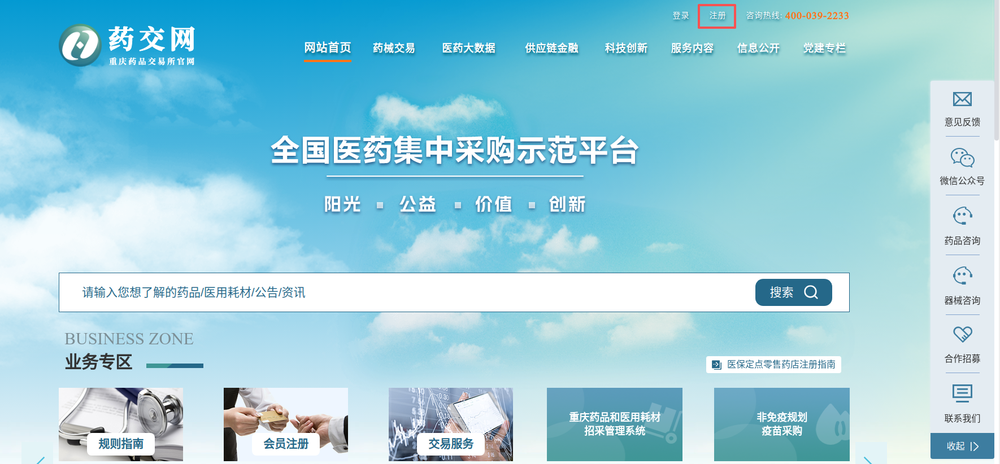 登录 注册 咨询热线: 400-039-2233
药交网
重庆药品交易所官网
网站首页 药械交易 医药大数据 供应链金融 科技创新 服务内容 信息公开 党建专栏
全国医药集中采购示范平台
阳光 公益 价值 创新
请输入您想了解的药品/医用耗材/公告/资讯
搜索
BUSINESS ZONE
业务专区
医保定点零售药店注册指南
规则指南
会员注册
交易服务
重庆药品和医用耗材
招采管理系统
非免疫规划
疫苗采购
意见反馈
微信公众号
药品咨询
器械咨询
合作招募
联系我们
收起